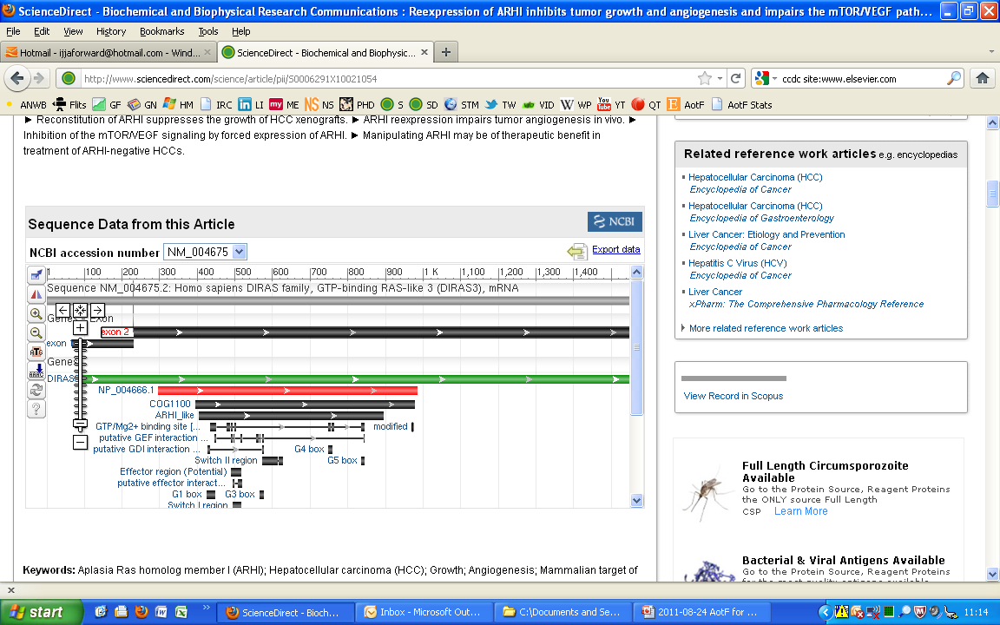 ScienceDirect - Biochemical and Biophysical Research Communications : Reexpression of ARHI inhibits tumor growth and angiogenesis and impairs the mTOR/VEGF path...
File Edit View History Bookmarks Tools Help
Hotmail - ijjaforward@hotmail.com - Wind... ScienceDirect - Biochemical and Biophysic...
http://www.sciencedirect.com/science/article/pii/S0006291X10021054
ccdc site:www.elsevier.com
ANWB Flits GF GN HM IRC LI ME NS PHD S SD STM TW VID WP YT QT AotF AotF Stats
► Reconstitution of ARHI suppresses the growth of HCC xenografts. ► ARHI reexpression impairs tumor angiogenesis in vivo. ►
Inhibition of the mTOR/VEGF signaling by forced expression of ARHI. ► Manipulating ARHI may be of therapeutic benefit in
treatment of ARHI-negative HCCs.
Sequence Data from this Article
NCBI
NCBI accession number NM_004675
Export data
1 100 200 300 400 500 600 700 800 900 1 K 1,100 1,200 1,300 1,400
Sequence NM_004675.2: Homo sapiens DIRAS family, GTP-binding RAS-like 3 (DIRAS3), mRNA
exon 2
exon
Gene
DIRAS
NP_004666.1
COG1100
ARHI_like
GTP/Mg2+ binding site [... modified
putative GEF interaction ...
putative GDI interaction ... G4 box
Switch II region G5 box
Effector region (Potential)
putative effector interact...
G1 box G3 box
Switch I region
Keywords: Aplasia Ras homolog member I (ARHI); Hepatocellular carcinoma (HCC); Growth; Angiogenesis; Mammalian target of
Related reference work articles e.g. encyclopedias
Hepatocellular Carcinoma (HCC)
Encyclopedia of Cancer
Hepatocellular Carcinoma (HCC)
Encyclopedia of Gastroenterology
Liver Cancer: Etiology and Prevention
Encyclopedia of Cancer
Hepatitis C Virus (HCV)
Encyclopedia of Cancer
Liver Cancer
xPharm: The Comprehensive Pharmacology Reference
More related reference work articles
View Record in Scopus
Full Length Circumsporozoite
Available
Go to the Protein Source, Reagent Proteins
the ONLY source Full Length
CSP Learn More
Bacterial & Viral Antigens Available
Go to the Protein Source, Reagent Proteins
start ScienceDirect - Bioch... Inbox - Microsoft Out... C:\Documents and Se... 2011-08-24 AotF for ... 11:14